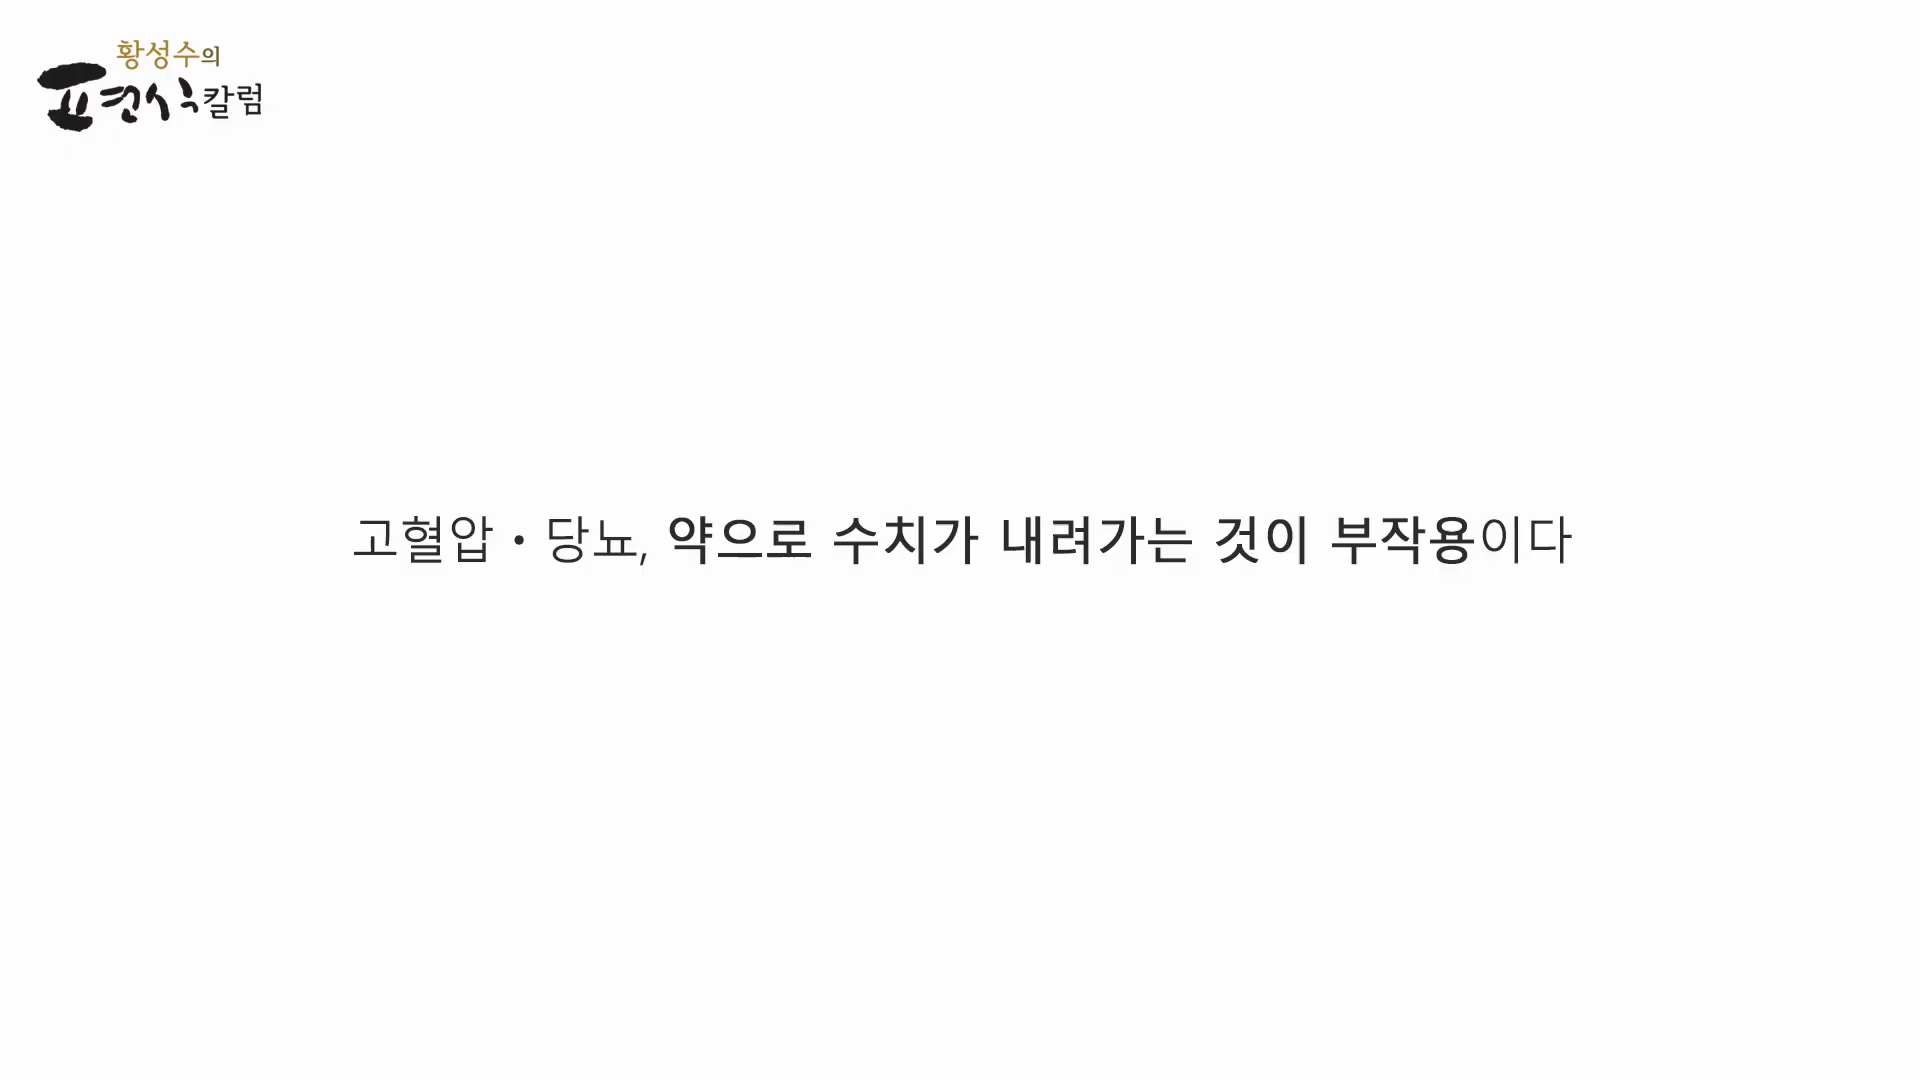 황성수의
표현식칼럼
고혈압 • 당뇨, 약으로 수치가 내려가는 것이 부작용이다